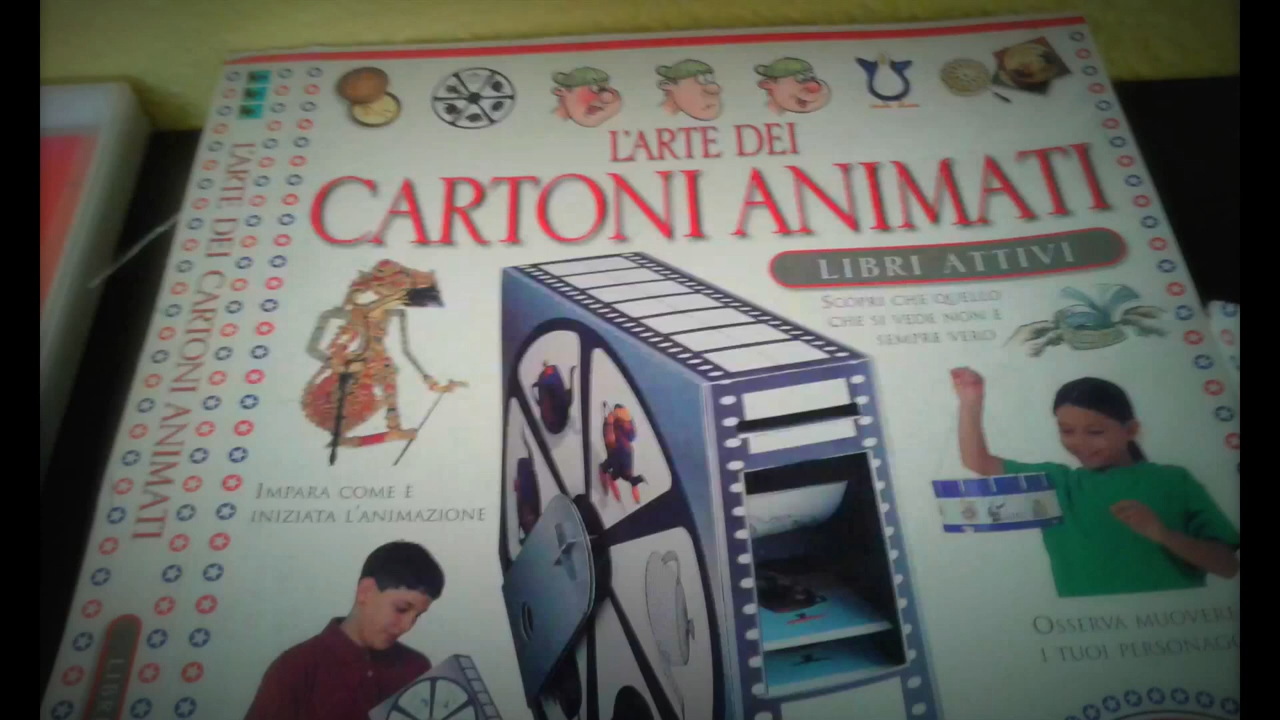 L'ARTE DEI
CARTONI ANIMATI
LIBRI ATTIVI
SCOPRI CHE QUELLO
CHE SI VEDE NON È
SEMPRE VERO
IMPARA COME È
INIZIATA L'ANIMAZIONE
OSSERVA MUOVERE
I TUOI PERSONAGG
L'ARTE DEI CARTONI ANIMATI
LIBR